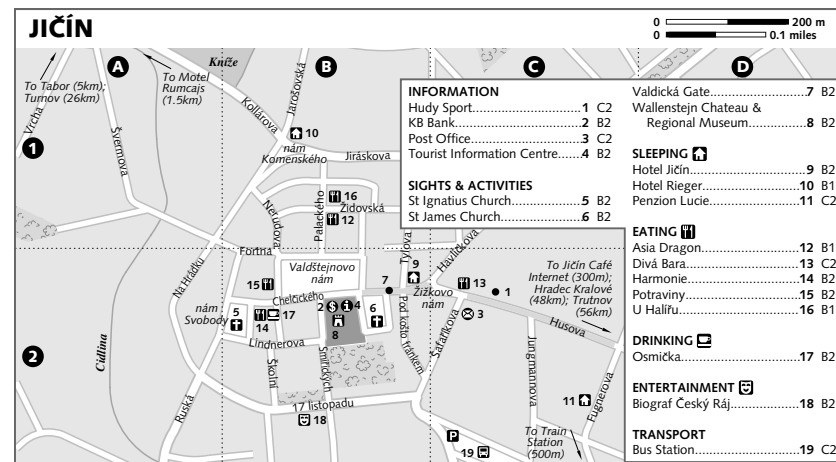 JIČÍN
0 200 m
0 0.1 miles
A
B
C
D
1
2
To Tabor (5km);
Turnov (26km)
To Motel
Rumcajs
(1.5km)
Kníže
Vrcha
Švermova
Kollárova
Jarošovská
10
nám
Komenského
Jiráskova
16
Židovská
12
Nerudova
Palackého
Tylova
Havlíčkova
Fortna
Na Hrádku
Valdštejnovo
nám
9
7
13
1
Žižkovo
nám
To Jičín Café
Internet (300m);
Hradec Kralové
(48km); Trutnov
(56km)
15
Chelčického
nám
Svobody
5
14
17
2
4
6
8
3
Husova
Lindnerova
Pod košto fránkem
Šafaříkova
Jungmannova
Cidlina
Školní
Smiřických
Ruská
17 listopadu
18
11
Fugnerova
P
19
To Train
Station
(500m)
INFORMATION
Hudy Sport 1 C2
KB Bank 2 B2
Post Office 3 C2
Tourist Information Centre 4 B2
SIGHTS & ACTIVITIES
St Ignatius Church 5 B2
St James Church 6 B2
Valdická Gate 7 B2
Wallenstejn Chateau &
Regional Museum 8 B2
SLEEPING
Hotel Jičín 9 B2
Hotel Rieger 10 B1
Penzion Lucie 11 C2
EATING
Asia Dragon 12 B1
Divá Bara 13 C2
Harmonie 14 B2
Potraviny 15 B2
U Halířu 16 B1
DRINKING
Osmička 17 B2
ENTERTAINMENT
Biograf Český Ráj 18 B2
TRANSPORT
Bus Station 19 C2